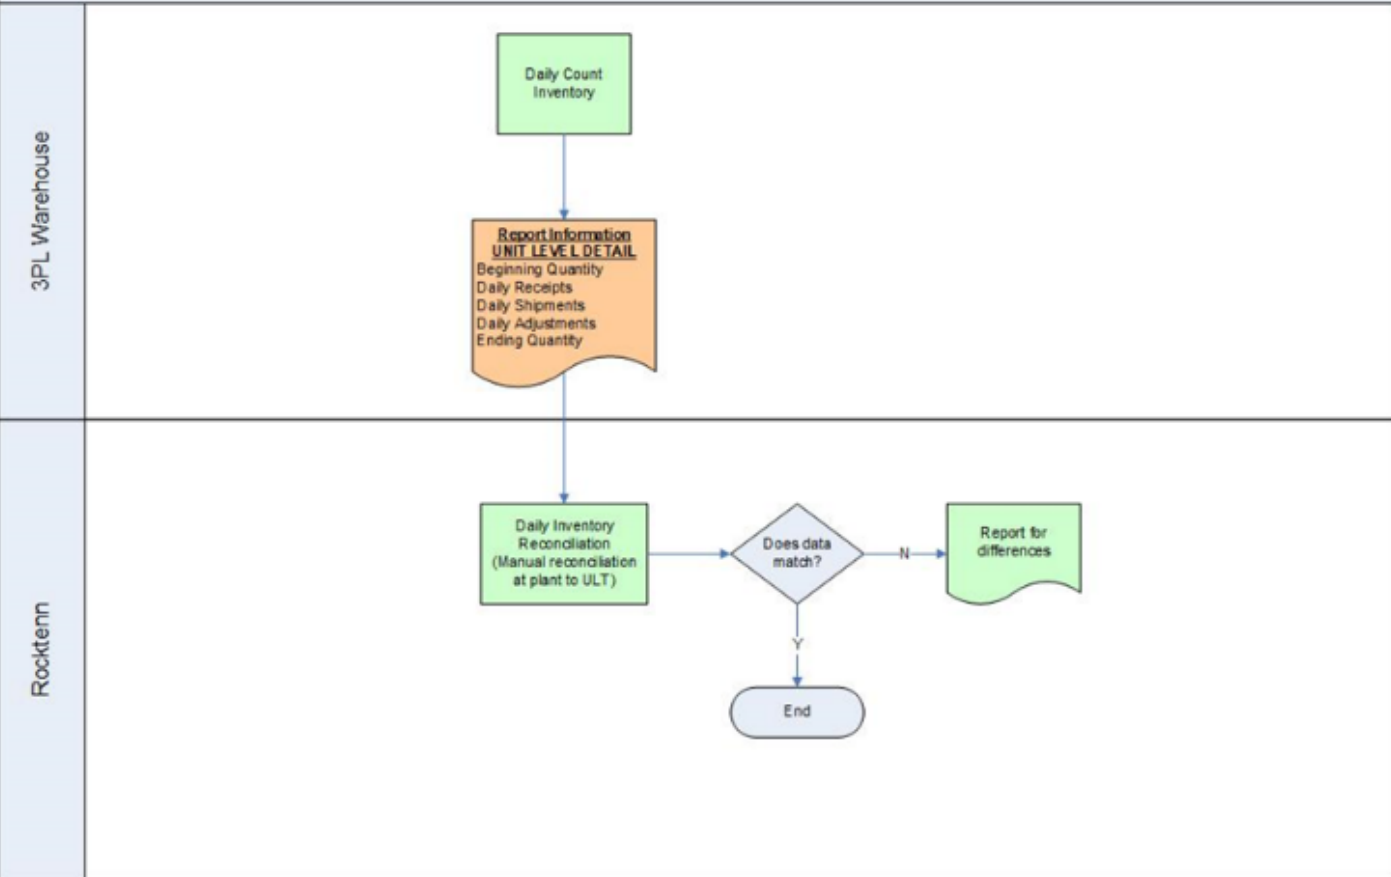 3PL Warehouse
Daily Count
Inventory
Report Information
UNIT LEVEL DETAIL
Beginning Quantity
Daily Receipts
Daily Shipments
Daily Adjustments
Ending Quantity
Rocktenn
Daily Inventory
Reconciliation
(Manual reconciliation
at plant to ULT)
Does data
match?
N
Report for
differences
Y
End